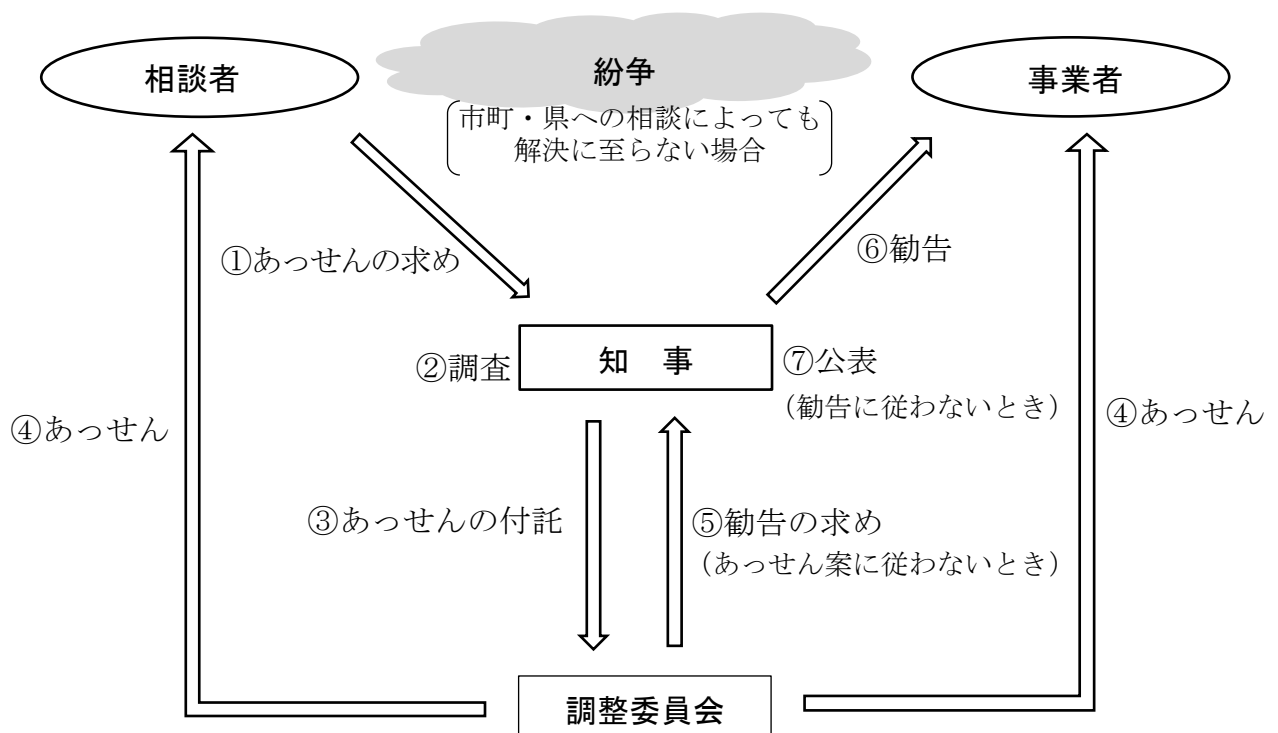 相談者
紛争
事業者
市町・県への相談によっても
解決に至らない場合
①あっせんの求め
⑥勧告
②調査
知　事
⑦公表
（勧告に従わないとき）
④あっせん
④あっせん
③あっせんの付託
⑤勧告の求め
（あっせん案に従わないとき）
調整委員会